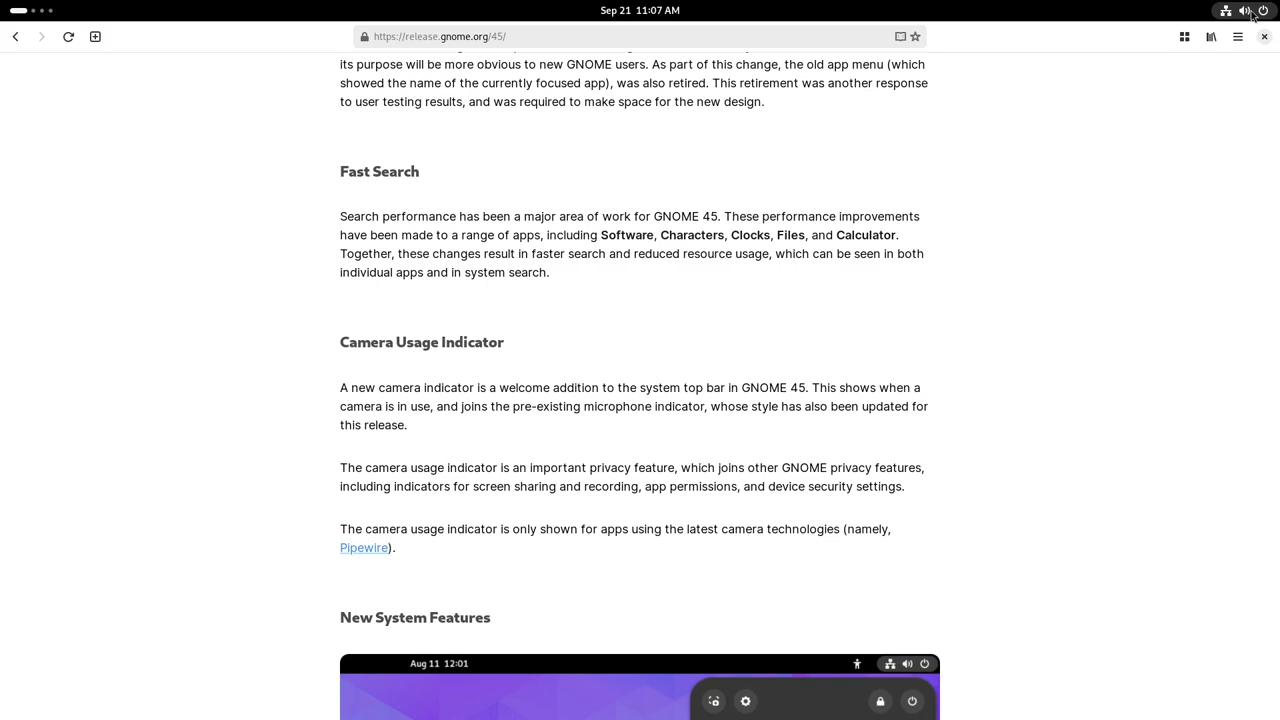 Sep 21 11:07 AM
https://release.gnome.org/45/
its purpose will be more obvious to new GNOME users. As part of this change, the old app menu (which
showed the name of the currently focused app), was also retired. This retirement was another response
to user testing results, and was required to make space for the new design.
Fast Search
Search performance has been a major area of work for GNOME 45. These performance improvements
have been made to a range of apps, including Software, Characters, Clocks, Files, and Calculator.
Together, these changes result in faster search and reduced resource usage, which can be seen in both
individual apps and in system search.
Camera Usage Indicator
A new camera indicator is a welcome addition to the system top bar in GNOME 45. This shows when a
camera is in use, and joins the pre-existing microphone indicator, whose style has also been updated for
this release.
The camera usage indicator is an important privacy feature, which joins other GNOME privacy features,
including indicators for screen sharing and recording, app permissions, and device security settings.
The camera usage indicator is only shown for apps using the latest camera technologies (namely,
Pipewire).
New System Features
Aug 11 12:01